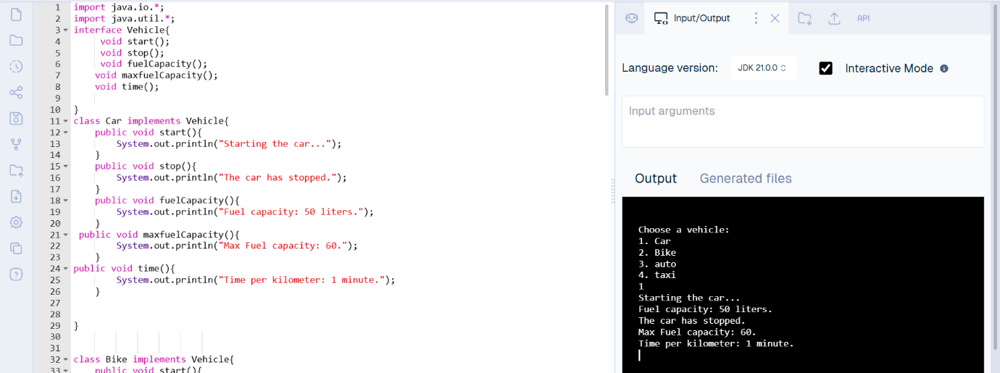 1 import java.io.*;
2 import java.util.*;
3 interface Vehicle{
4 void start();
5 void stop();
6 void fuelCapacity();
7 void maxfuelCapacity();
8 void time();
9
10 }
11 class Car implements Vehicle{
12 public void start(){
13 System.out.println("Starting the car...");
14 }
15 public void stop(){
16 System.out.println("The car has stopped.");
17 }
18 public void fuelCapacity(){
19 System.out.println("Fuel capacity: 50 liters.");
20 }
21 public void maxfuelCapacity(){
22 System.out.println("Max Fuel capacity: 60.");
23 }
24 public void time(){
25 System.out.println("Time per kilometer: 1 minute.");
26 }
27
28
29 }
30
31
32 class Bike implements Vehicle{
33 public void start(){
Input/Output
API
Language version: JDK 21.0.0 Interactive Mode
Input arguments
Output Generated files
Choose a vehicle:
1. Car
2. Bike
3. auto
4. taxi
1
Starting the car...
Fuel capacity: 50 liters.
The car has stopped.
Max Fuel capacity: 60.
Time per kilometer: 1 minute.